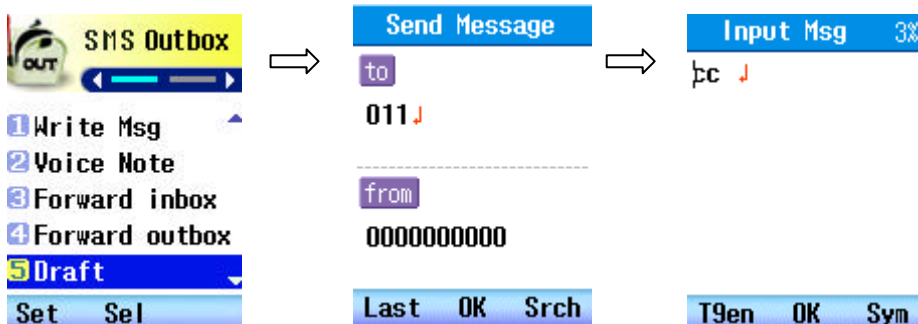 OUT
SMS Outbox
1 Write Msg
2 Voice Note
3 Forward inbox
4 Forward outbox
5 Draft
Set Sel
Send Message
to
011
from
0000000000
Last OK Srch
Input Msg 3%
cc
T9en OK Sym